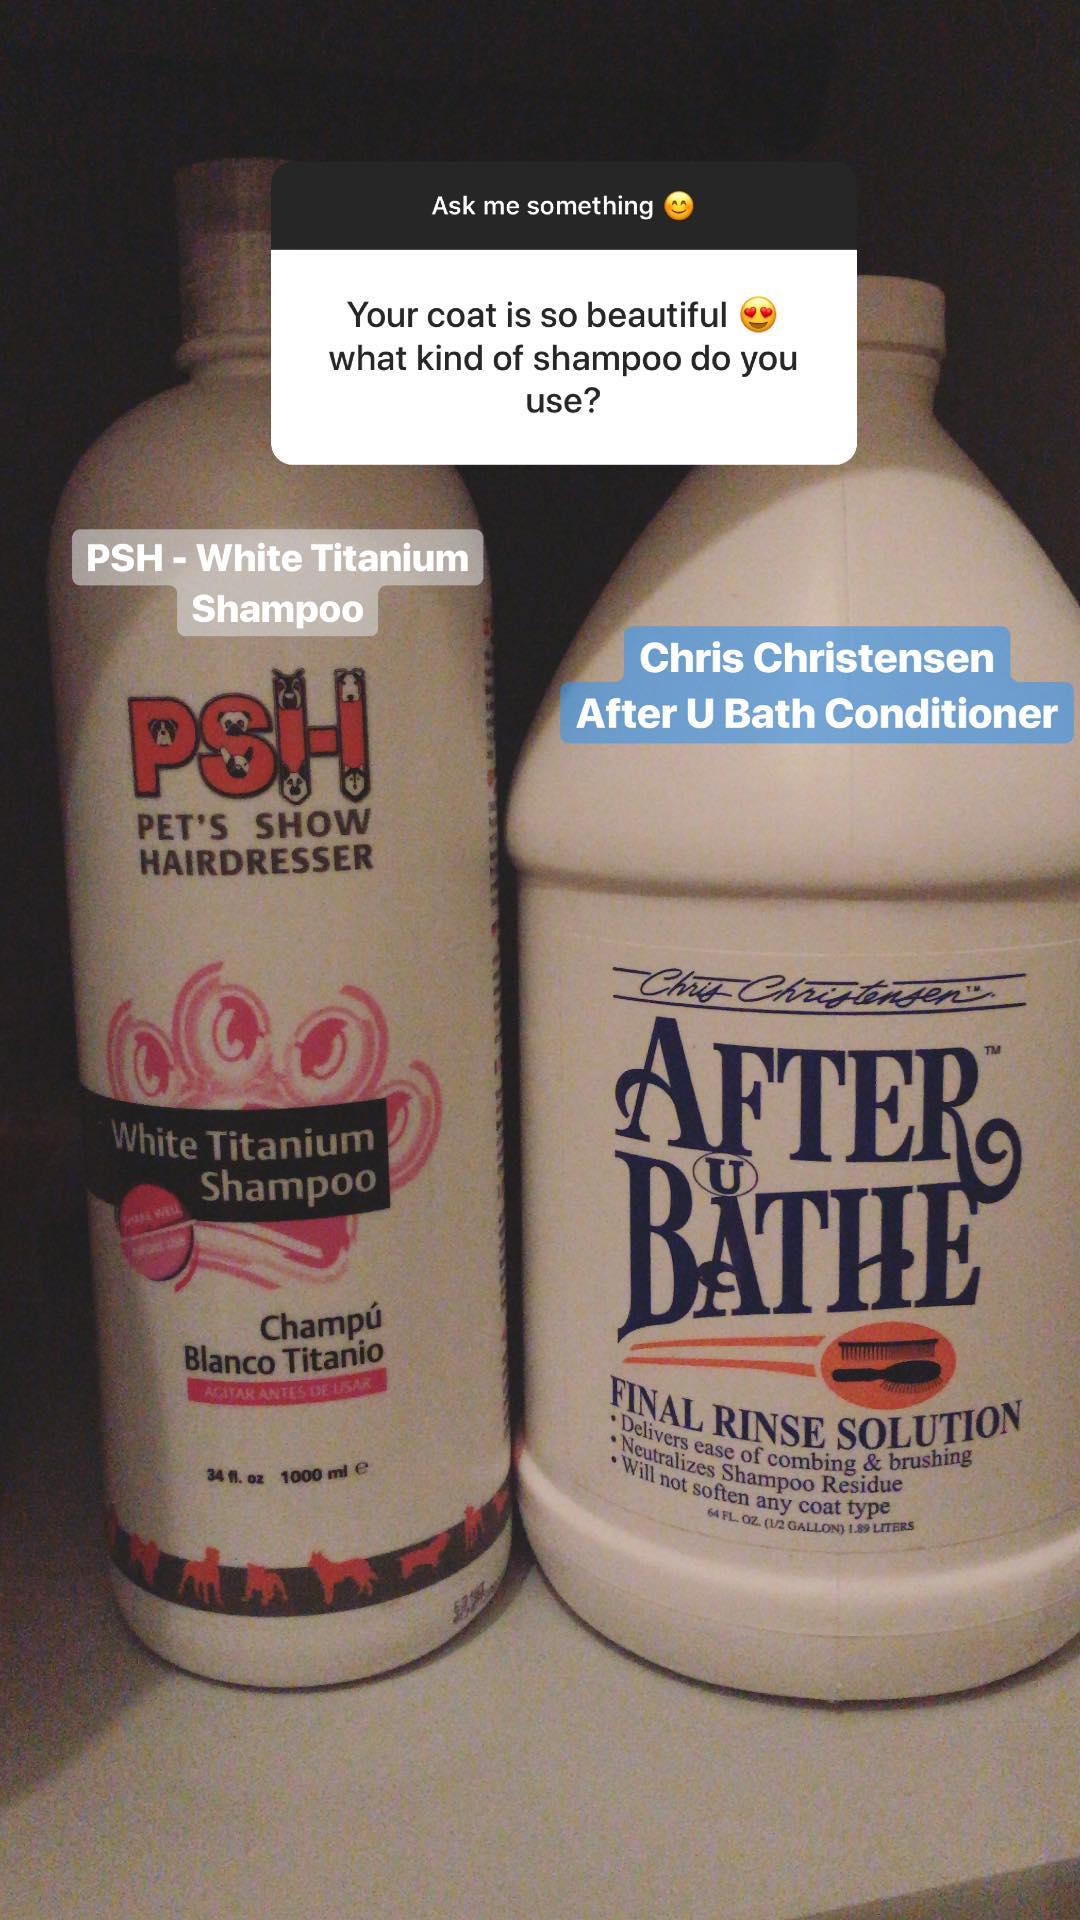 Ask me something 😊
Your coat is so beautiful 😍
what kind of shampoo do you
use?
PSH - White Titanium
Shampoo
Chris Christensen
After U Bath Conditioner
PSH
PET'S SHOW
HAIRDRESSER
White Titanium
Shampoo
SHAKE WELL
Champú
Blanco Titanio
AGITAR ANTES DE USAR
34 fl. oz 1000 ml e
Chris Christensen™
AFTER™
U
BATHE
FINAL RINSE SOLUTION
• Delivers ease of combing & brushing
• Neutralizes Shampoo Residue
• Will not soften any coat type
64 FL. OZ. (1/2 GALLON) 1.89 LITERS